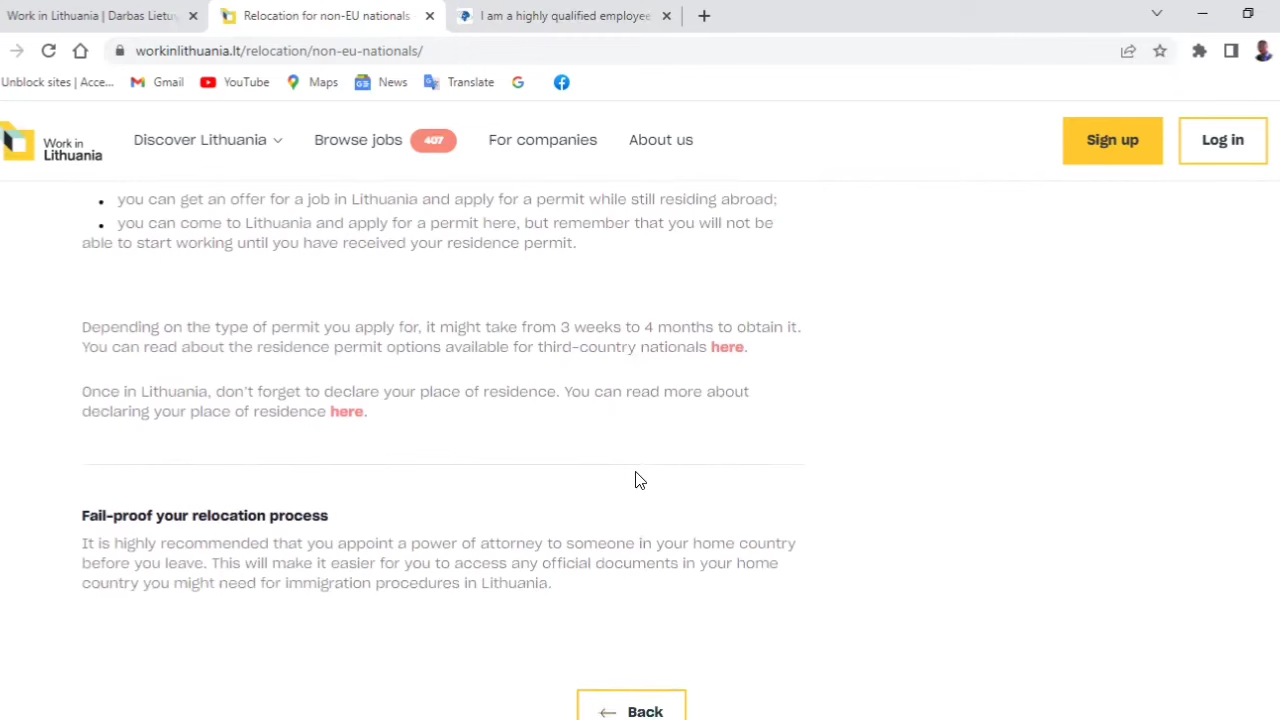 Work in Lithuania | Darbas Lietu
Relocation for non-EU nationals
I am a highly qualified employee
workinlithuania.lt/relocation/non-eu-nationals/
Unblock sites | Acce...
Gmail
YouTube
Maps
News
Translate
Work in
Lithuania
Discover Lithuania
Browse jobs
407
For companies
About us
Sign up
Log in
• you can get an offer for a job in Lithuania and apply for a permit while still residing abroad;
• you can come to Lithuania and apply for a permit here, but remember that you will not be
able to start working until you have received your residence permit.
Depending on the type of permit you apply for, it might take from 3 weeks to 4 months to obtain it.
You can read about the residence permit options available for third-country nationals here.
Once in Lithuania, don't forget to declare your place of residence. You can read more about
declaring your place of residence here.
Fail-proof your relocation process
It is highly recommended that you appoint a power of attorney to someone in your home country
before you leave. This will make it easier for you to access any official documents in your home
country you might need for immigration procedures in Lithuania.
← Back